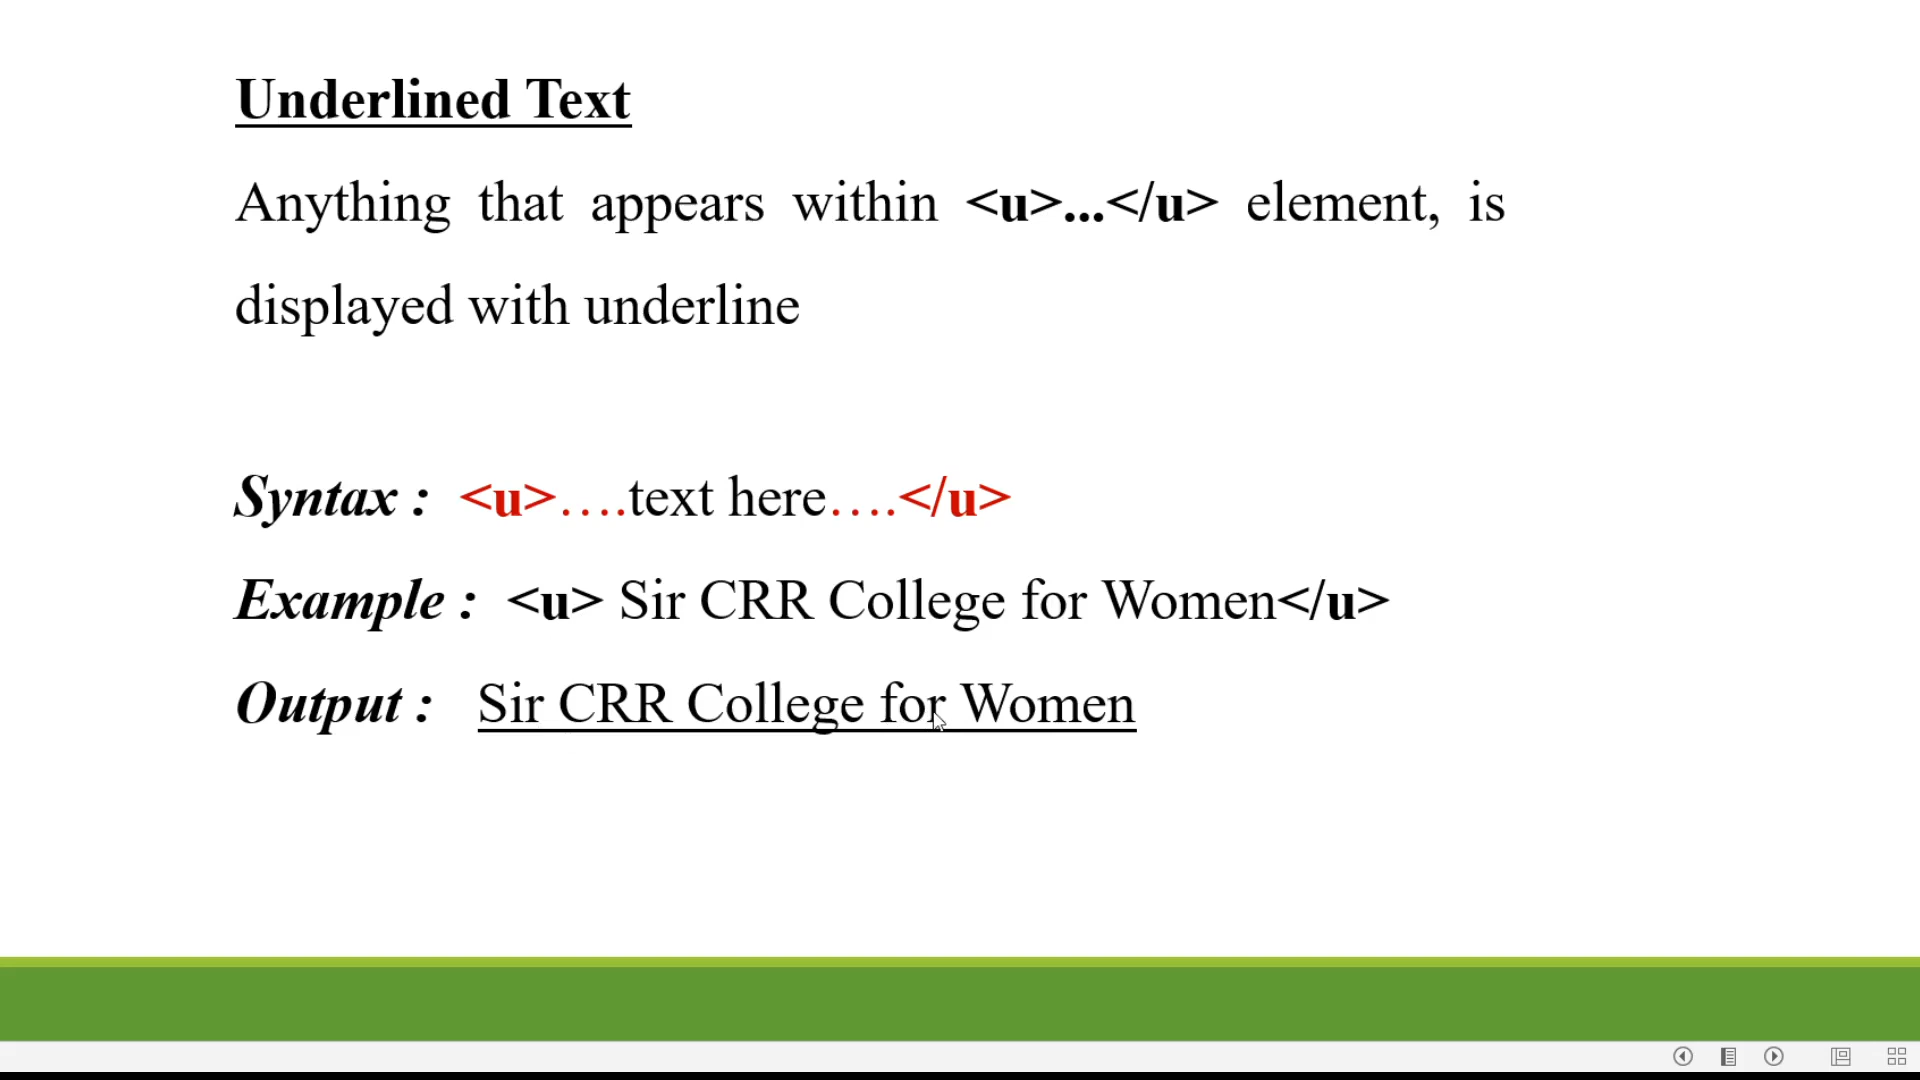 Underlined Text
Anything that appears within <u>...</u> element, is
displayed with underline
Syntax : <u>….text here….</u>
Example : <u> Sir CRR College for Women</u>
Output : Sir CRR College for Women